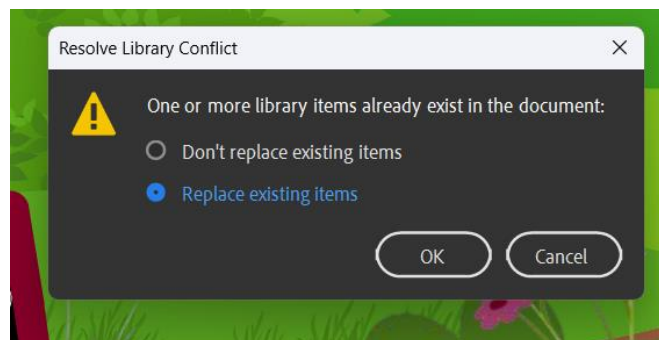 Resolve Library Conflict
One or more library items already exist in the document:
Don't replace existing items
Replace existing items
OK
Cancel